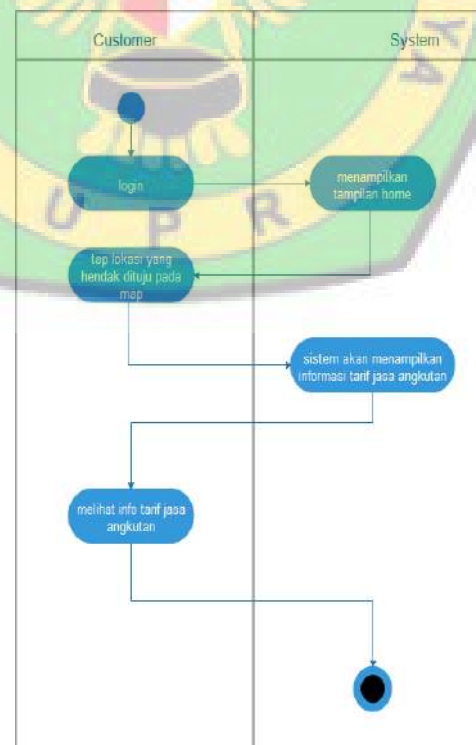 Customer
System
login
menampilkan
tampilan home
tap lokasi yang
hendak dituju pada
map
sistem akan menampilkan
informasi tarif jasa angkutan
melihat info tarif jasa
angkutan
U P R
YA